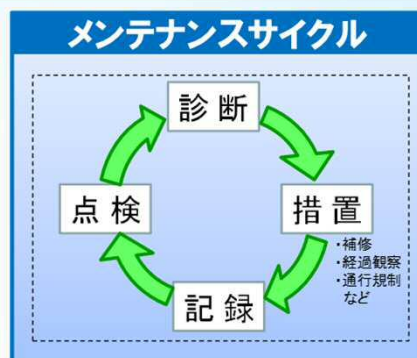 メンテナンスサイクル
診断
点検
措置
・補修
・経過観察
・通行規制
など
記録